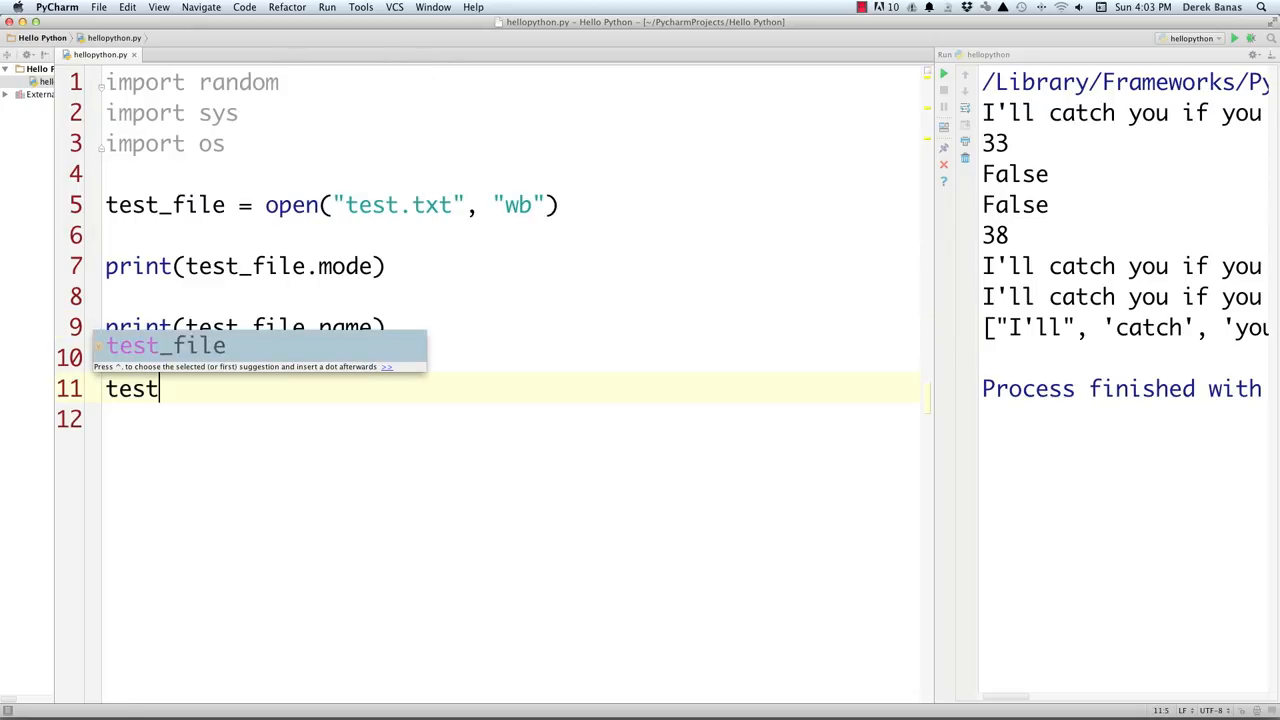 PyCharm File Edit View Navigate Code Refactor Run Tools VCS Window Help 10 Sun 4:03 PM Derek Banas
hellopython.py – Hello Python – [~/PycharmProjects/Hello Python]
Hello Python hellopython.py hellopython
hellopython.py Run hellopython
Hello
hell
Externa
1 import random
2 import sys
3 import os
4
5 test_file = open("test.txt", "wb")
6
7 print(test_file.mode)
8
9 print(test_file.name)
test_file
Press ^. to choose the selected (or first) suggestion and insert a dot afterwards >>
10
11 test
12
/Library/Frameworks/Py
I'll catch you if you
33
False
False
38
I'll catch you if you
I'll catch you if you
["I'll", 'catch', 'you
Process finished with
11:5 LF UTF-8